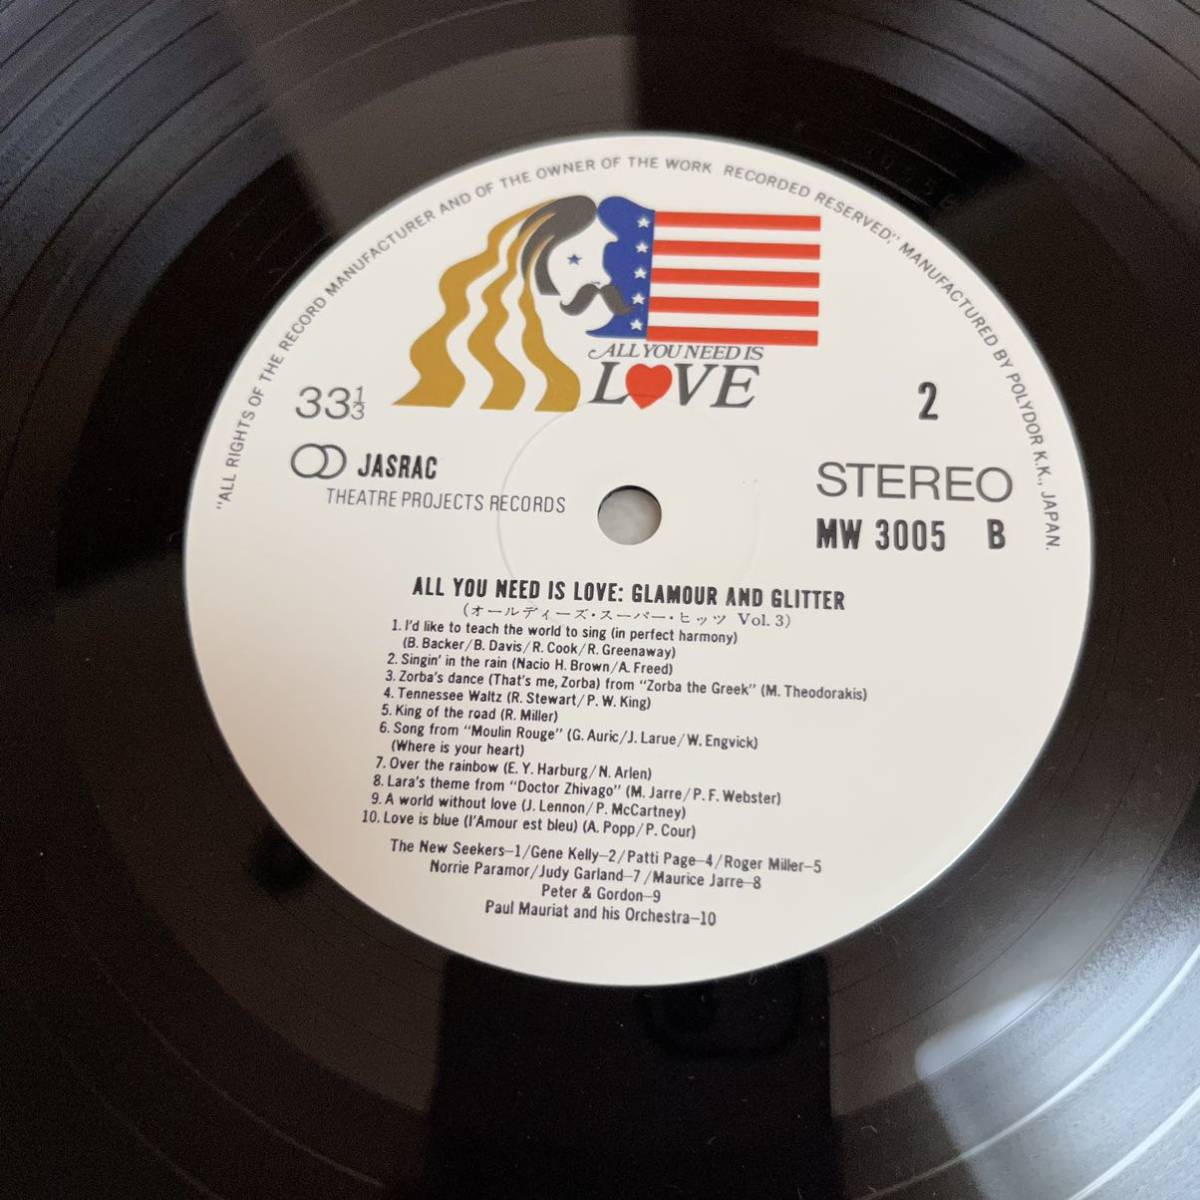 "ALL RIGHTS OF THE RECORD MANUFACTURER AND OF THE OWNER OF THE WORK RECORDED RESERVED;" MANUFACTURED BY POLYDOR K.K., JAPAN.
ALL YOU NEED IS
LOVE
33⅓
2
JASRAC
THEATRE PROJECTS RECORDS
STEREO
MW 3005 B
ALL YOU NEED IS LOVE: GLAMOUR AND GLITTER
(オールディーズ・スーパー・ヒッツ Vol. 3)
1. I'd like to teach the world to sing (in perfect harmony)
(B. Backer/B. Davis/R. Cook/R. Greenaway)
2. Singin' in the rain (Nacio H. Brown/A. Freed)
3. Zorba's dance (That's me, Zorba) from "Zorba the Greek" (M. Theodorakis)
4. Tennessee Waltz (R. Stewart/P. W. King)
5. King of the road (R. Miller)
6. Song from "Moulin Rouge" (G. Auric/J. Larue/W. Engvick)
(Where is your heart)
7. Over the rainbow (E. Y. Harburg/N. Arlen)
8. Lara's theme from "Doctor Zhivago" (M. Jarre/P. F. Webster)
9. A world without love (J. Lennon/P. McCartney)
10. Love is blue (l'Amour est bleu) (A. Popp/P. Cour)
The New Seekers–1/Gene Kelly–2/Patti Page–4/Roger Miller–5
Norrie Paramor/Judy Garland–7/Maurice Jarre–8
Peter & Gordon–9
Paul Mauriat and his Orchestra–10